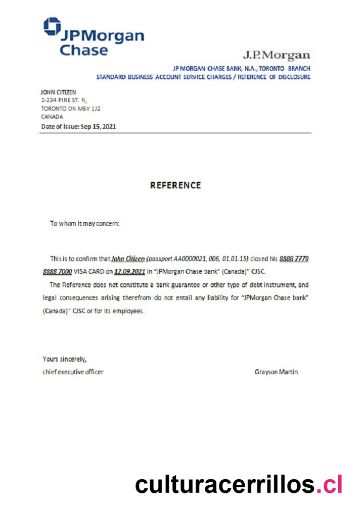 JPMorgan
Chase
J.P.Morgan
JP MORGAN CHASE BANK, N.A., TORONTO BRANCH
STANDARD BUSINESS ACCOUNT SERVICE CHARGES / REFERENCE OF DISCLOSURE
JOHN CITIZEN
2-234 PINE ST. N,
TORONTO ON M5V 1J2
CANADA
Date of Issue: Sep 15, 2021
REFERENCE
To whom it may concern:
This is to confirm that John Citizen (passport AA0000021, 006, 01.01.15) closed his 8888 7770
8888 7000 VISA CARD on 12.09.2021 in "JPMorgan Chase bank" (Canada)" CJSC.
The Reference does not constitute a bank guarantee or other type of debt instrument, and
legal consequences arising therefrom do not entail any liability for "JPMorgan Chase bank"
(Canada)" CJSC or for its employees.
Yours sincerely,
chief executive officer Grayson Martin
culturacerrillos.cl